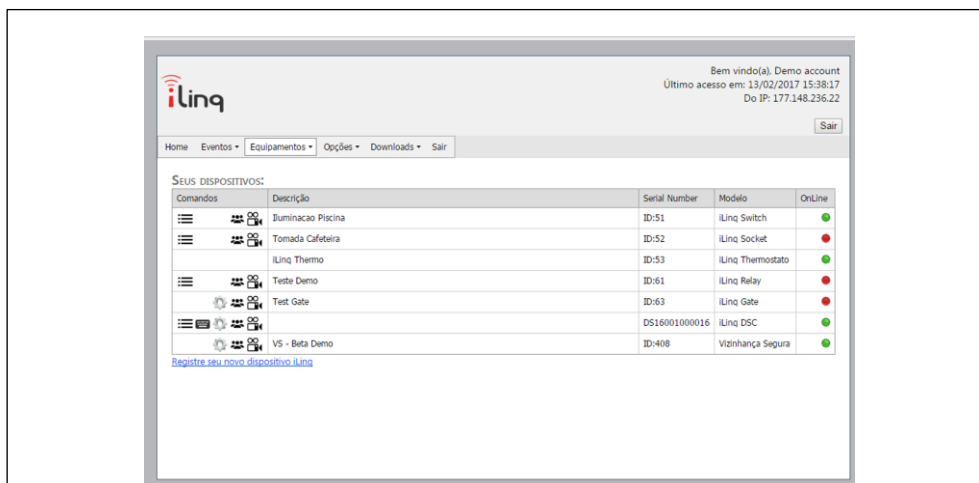 iLinq
Bem vindo(a), Demo account
Último acesso em: 13/02/2017 15:38:17
Do IP: 177.148.236.22
Sair
Home Eventos Equipamentos Opções Downloads Sair
SEUS DISPOSITIVOS:
Comandos Descrição Serial Number Modelo OnLine
Iluminacao Piscina ID:51 iLinq Switch
Tomada Cafeteira ID:52 iLinq Socket
iLinq Thermo ID:53 iLinq Thermostato
Teste Demo ID:61 iLinq Relay
Test Gate ID:63 iLinq Gate
DS16001000016 iLinq DSC
VS - Beta Demo ID:408 Vizinhança Segura
Registre seu novo dispositivo iLinq